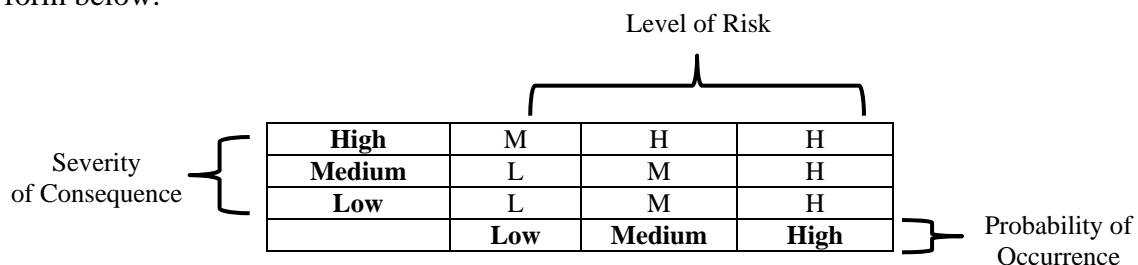 form below.
Level of Risk
High M H H
Severity
of Consequence
Medium L M H
Low L M H
Low Medium High
Probability of
Occurrence